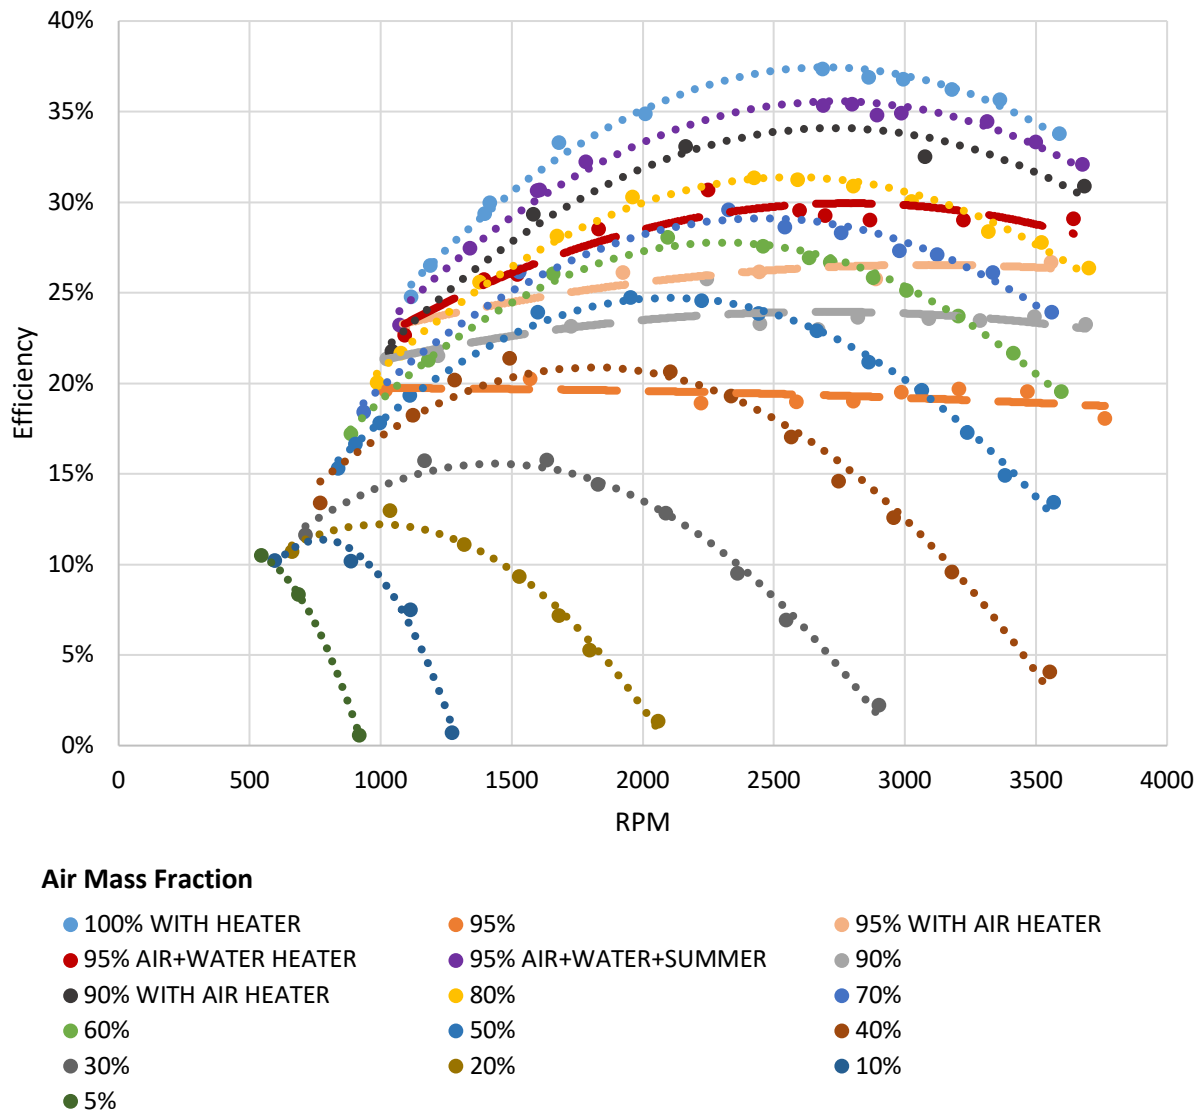 40%
35%
30%
25%
20%
15%
10%
5%
0%
Efficiency
0 500 1000 1500 2000 2500 3000 3500 4000
RPM
Air Mass Fraction
100% WITH HEATER 95% 95% WITH AIR HEATER
95% AIR+WATER HEATER 95% AIR+WATER+SUMMER 90%
90% WITH AIR HEATER 80% 70%
60% 50% 40%
30% 20% 10%
5%